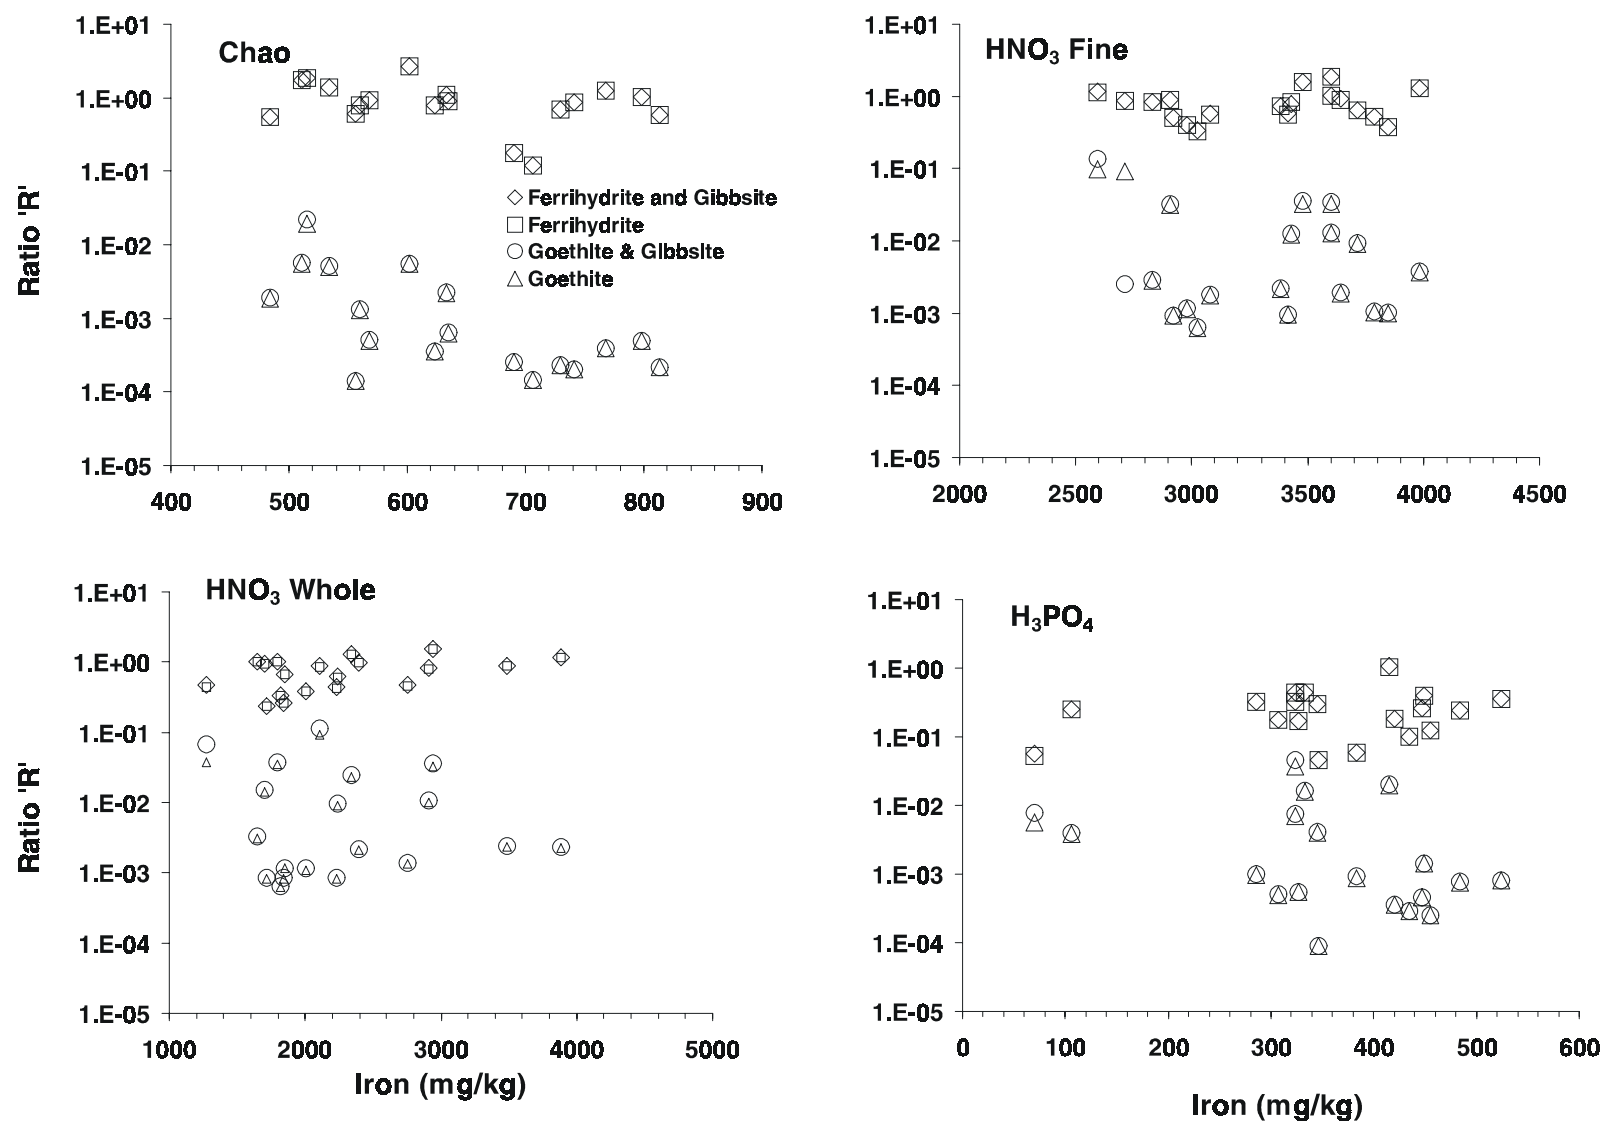 Chao
Ratio 'R'
1.E+01
1.E+00
1.E-01
1.E-02
1.E-03
1.E-04
1.E-05
400 500 600 700 800 900
Ferrihydrite and Gibbsite
Ferrihydrite
Goethite & Gibbsite
Goethite
HNO₃ Fine
1.E+01
1.E+00
1.E-01
1.E-02
1.E-03
1.E-04
1.E-05
2000 2500 3000 3500 4000 4500
HNO₃ Whole
Ratio 'R'
1.E+01
1.E+00
1.E-01
1.E-02
1.E-03
1.E-04
1.E-05
1000 2000 3000 4000 5000
Iron (mg/kg)
H₃PO₄
1.E+01
1.E+00
1.E-01
1.E-02
1.E-03
1.E-04
1.E-05
0 100 200 300 400 500 600
Iron (mg/kg)